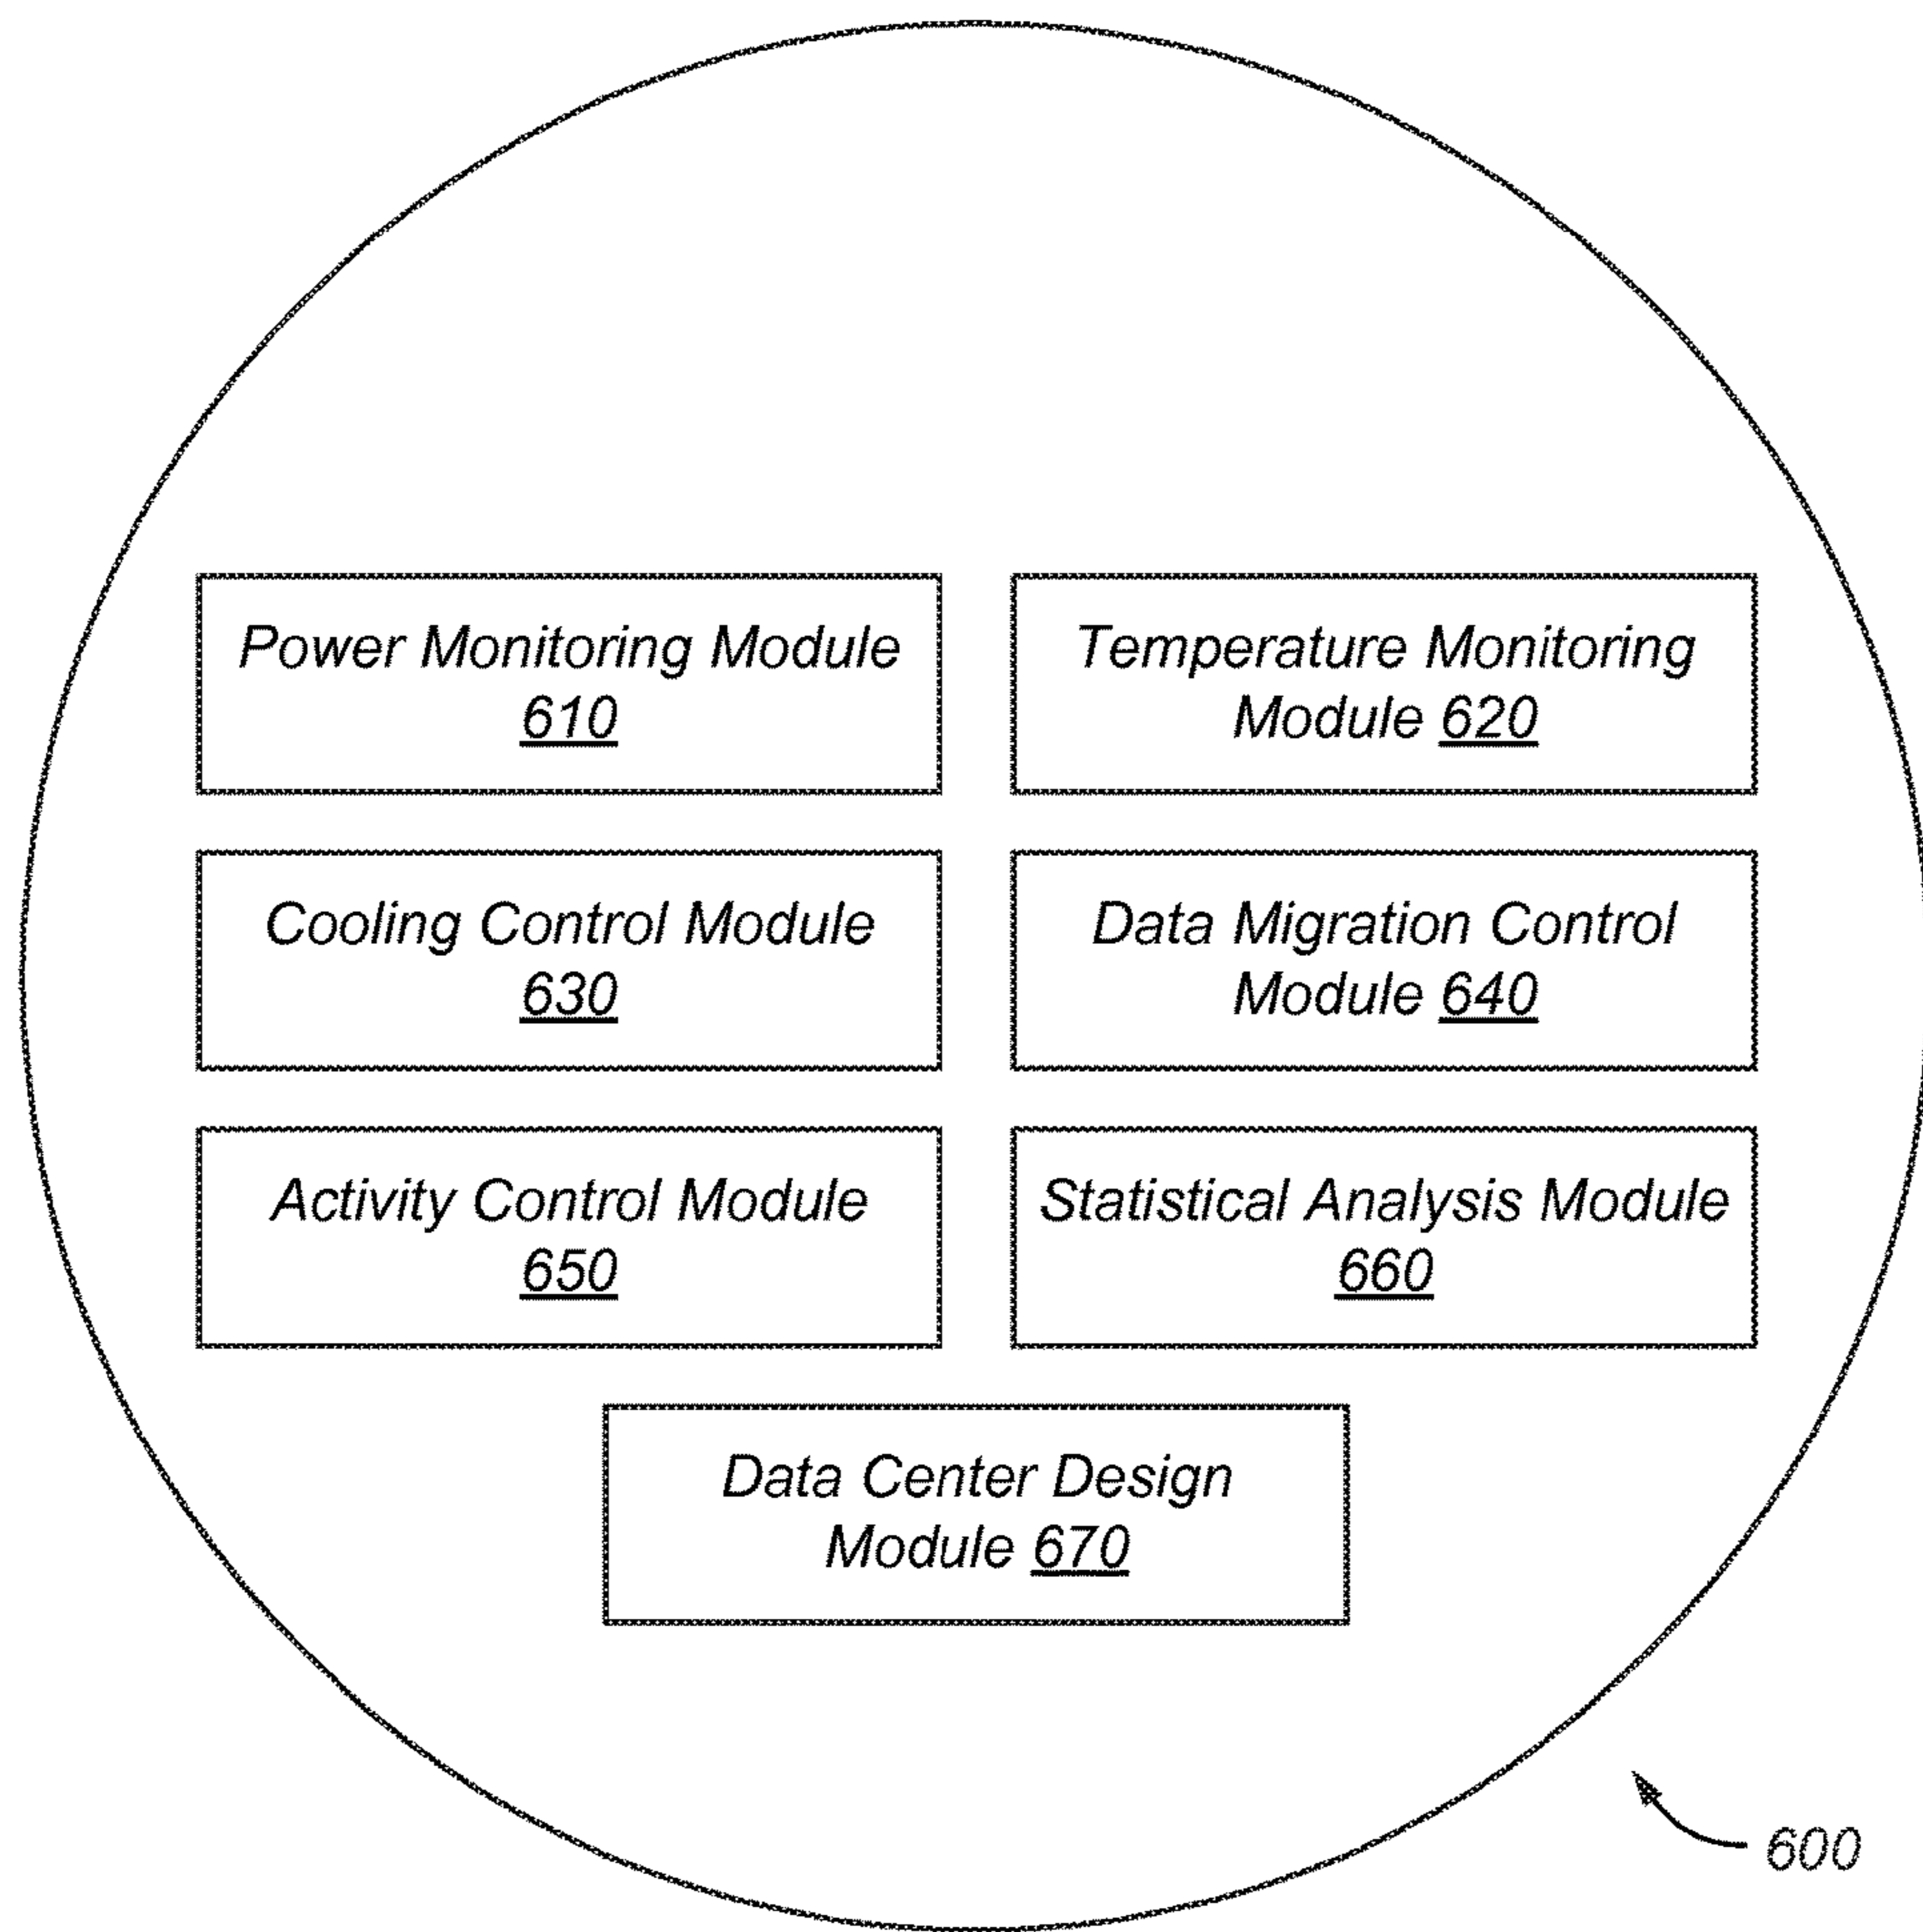 Power Monitoring Module
610
Temperature Monitoring
Module 620
Cooling Control Module
630
Data Migration Control
Module 640
Activity Control Module
650
Statistical Analysis Module
660
Data Center Design
Module 670
600